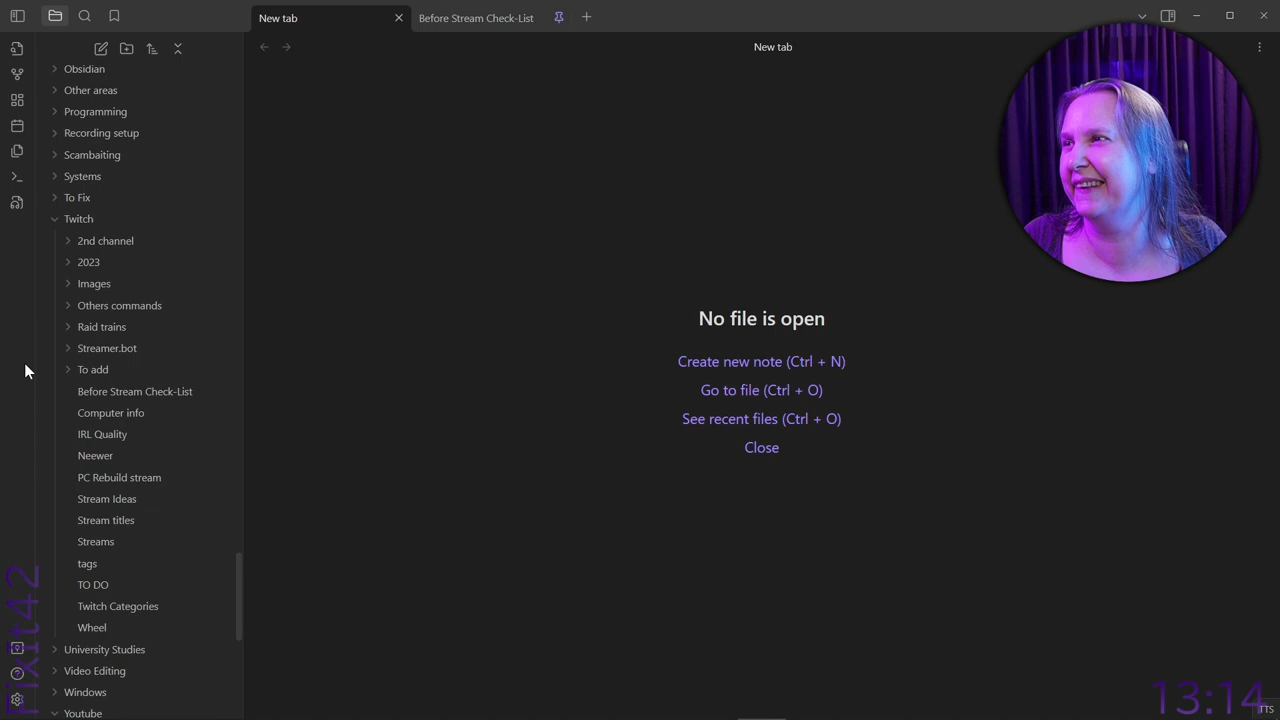 New tab
Before Stream Check-List
New tab
Obsidian
Other areas
Programming
Recording setup
Scambaiting
Systems
To Fix
Twitch
2nd channel
2023
Images
Others commands
Raid trains
Streamer.bot
To add
Before Stream Check-List
Computer info
IRL Quality
Neewer
PC Rebuild stream
Stream Ideas
Stream titles
Streams
tags
TO DO
Twitch Categories
Wheel
University Studies
Video Editing
Windows
Youtube
No file is open
Create new note (Ctrl + N)
Go to file (Ctrl + O)
See recent files (Ctrl + O)
Close
Fixit42
13:14
TTS